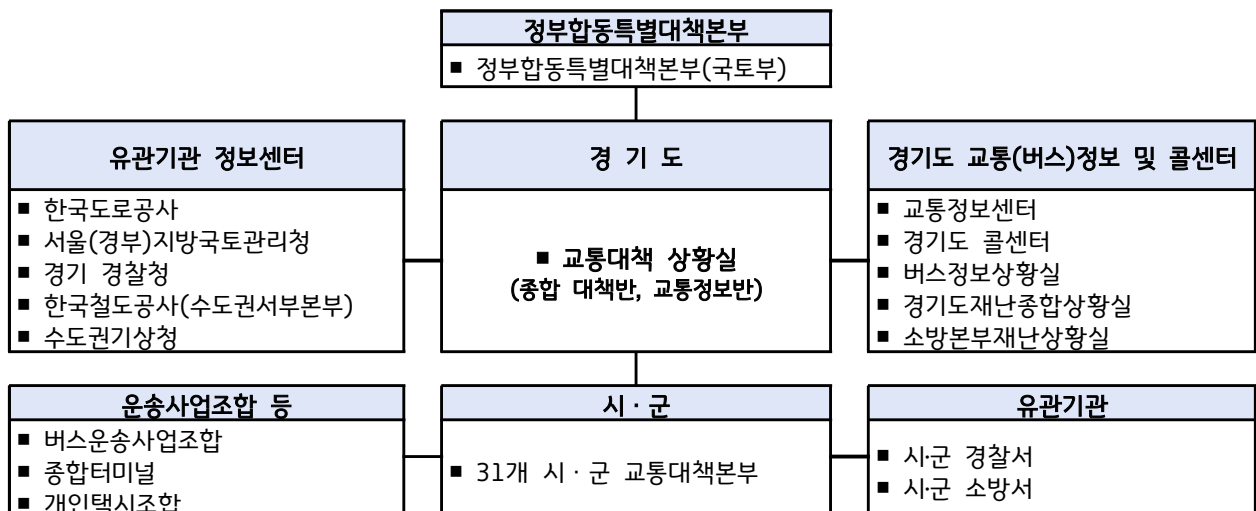 정부합동특별대책본부
■ 정부합동특별대책본부(국토부)
유관기관 정보센터
■ 한국도로공사
■ 서울(경부)지방국토관리청
■ 경기 경찰청
■ 한국철도공사(수도권서부본부)
■ 수도권기상청
경 기 도
■ 교통대책 상황실
(종합 대책반, 교통정보반)
경기도 교통(버스)정보 및 콜센터
■ 교통정보센터
■ 경기도 콜센터
■ 버스정보상황실
■ 경기도재난종합상황실
■ 소방본부재난상황실
운송사업조합 등
■ 버스운송사업조합
■ 종합터미널
■ 개인택시조합
시 · 군
■ 31개 시 · 군 교통대책본부
유관기관
■ 시·군 경찰서
■ 시·군 소방서